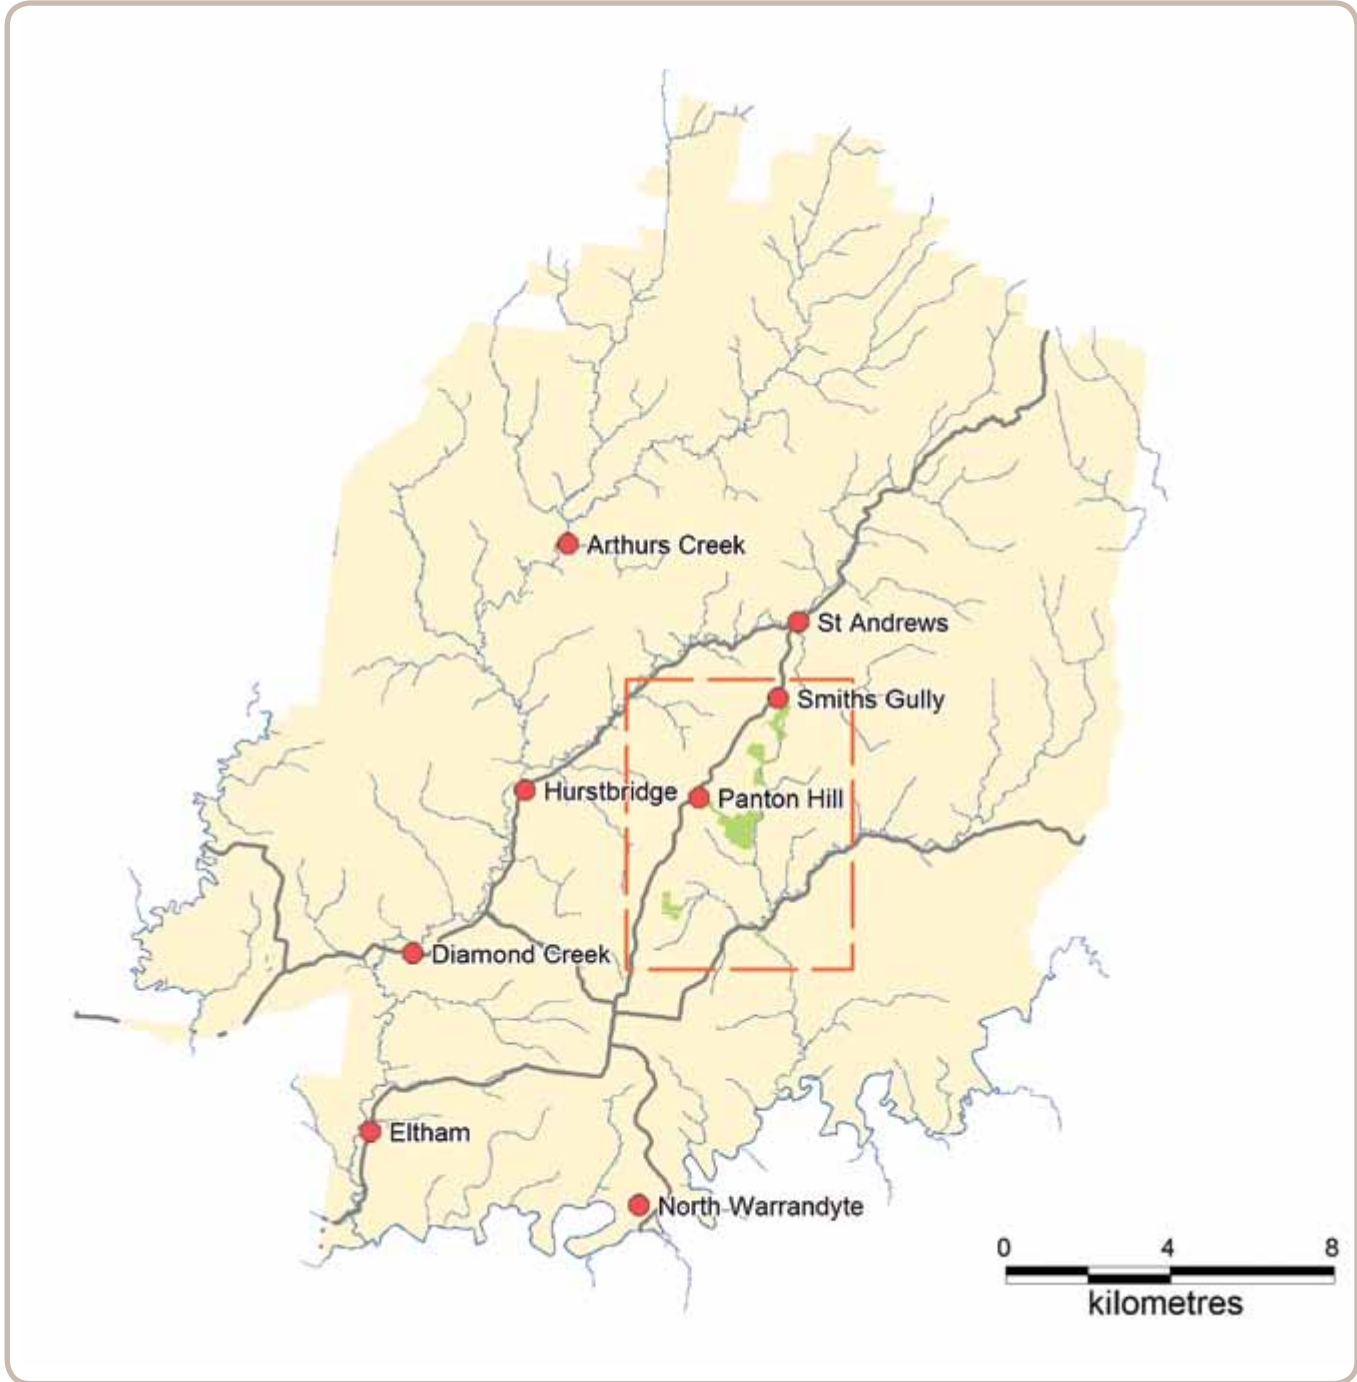 Arthurs Creek
St Andrews
Smiths Gully
Hurstbridge
Panton Hill
Diamond Creek
Eltham
North Warrandyte
0 4 8
kilometres